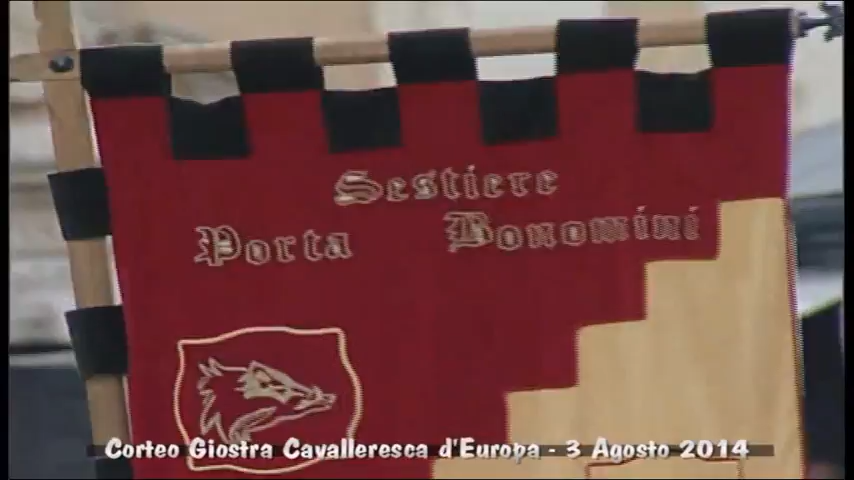 Sestiere
Porta Bonomini
Corteo Giostra Cavalleresca d'Europa - 3 Agosto 2014